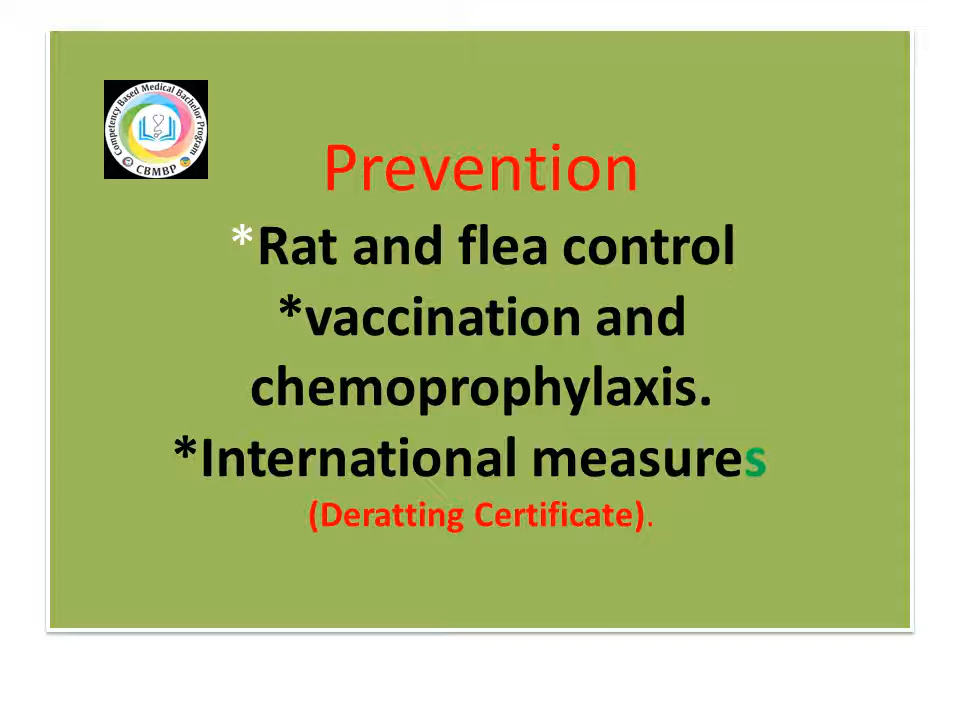 Competency Based Medical Bachelor Program
CBMBP
Prevention
*Rat and flea control
*vaccination and
chemoprophylaxis.
*International measures
(Deratting Certificate).